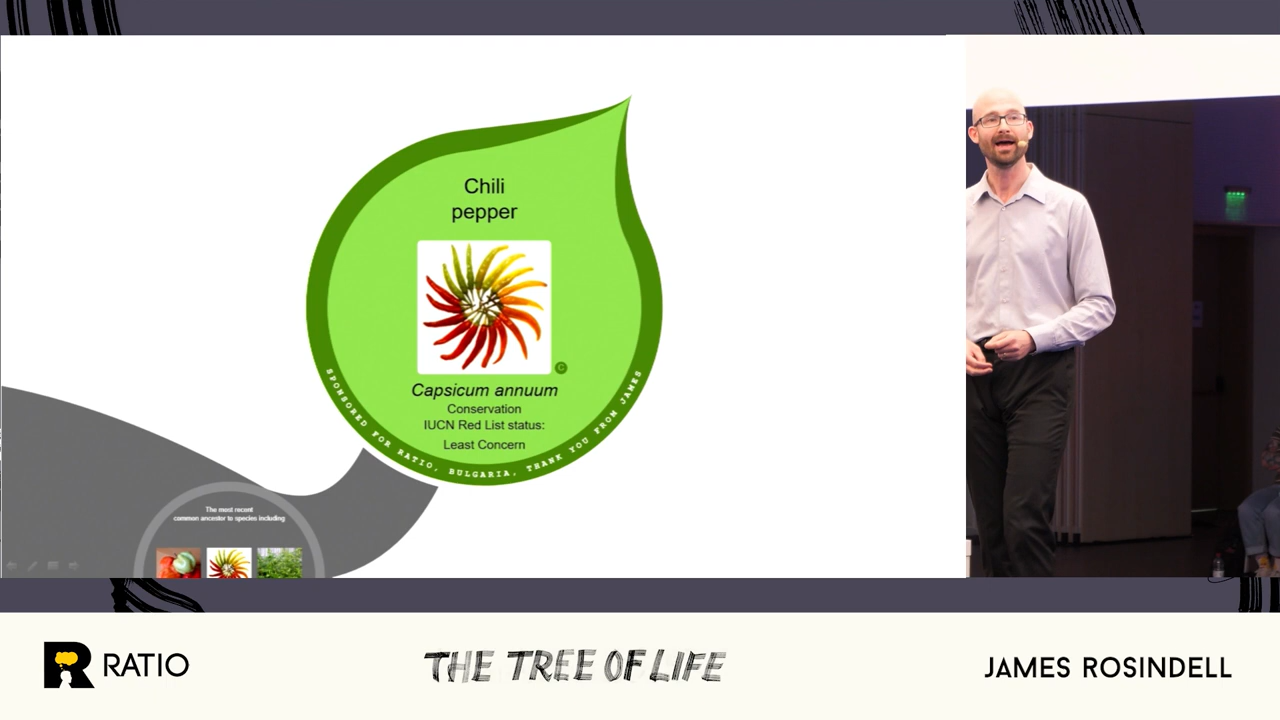 Chili
pepper
©
Capsicum annuum
Conservation
IUCN Red List status:
Least Concern
SPONSORED FOR RATIO, BULGARIA, THANK YOU FROM JAMES
The most recent
common ancestor to species including
R RATIO
THE TREE OF LIFE
JAMES ROSINDELL